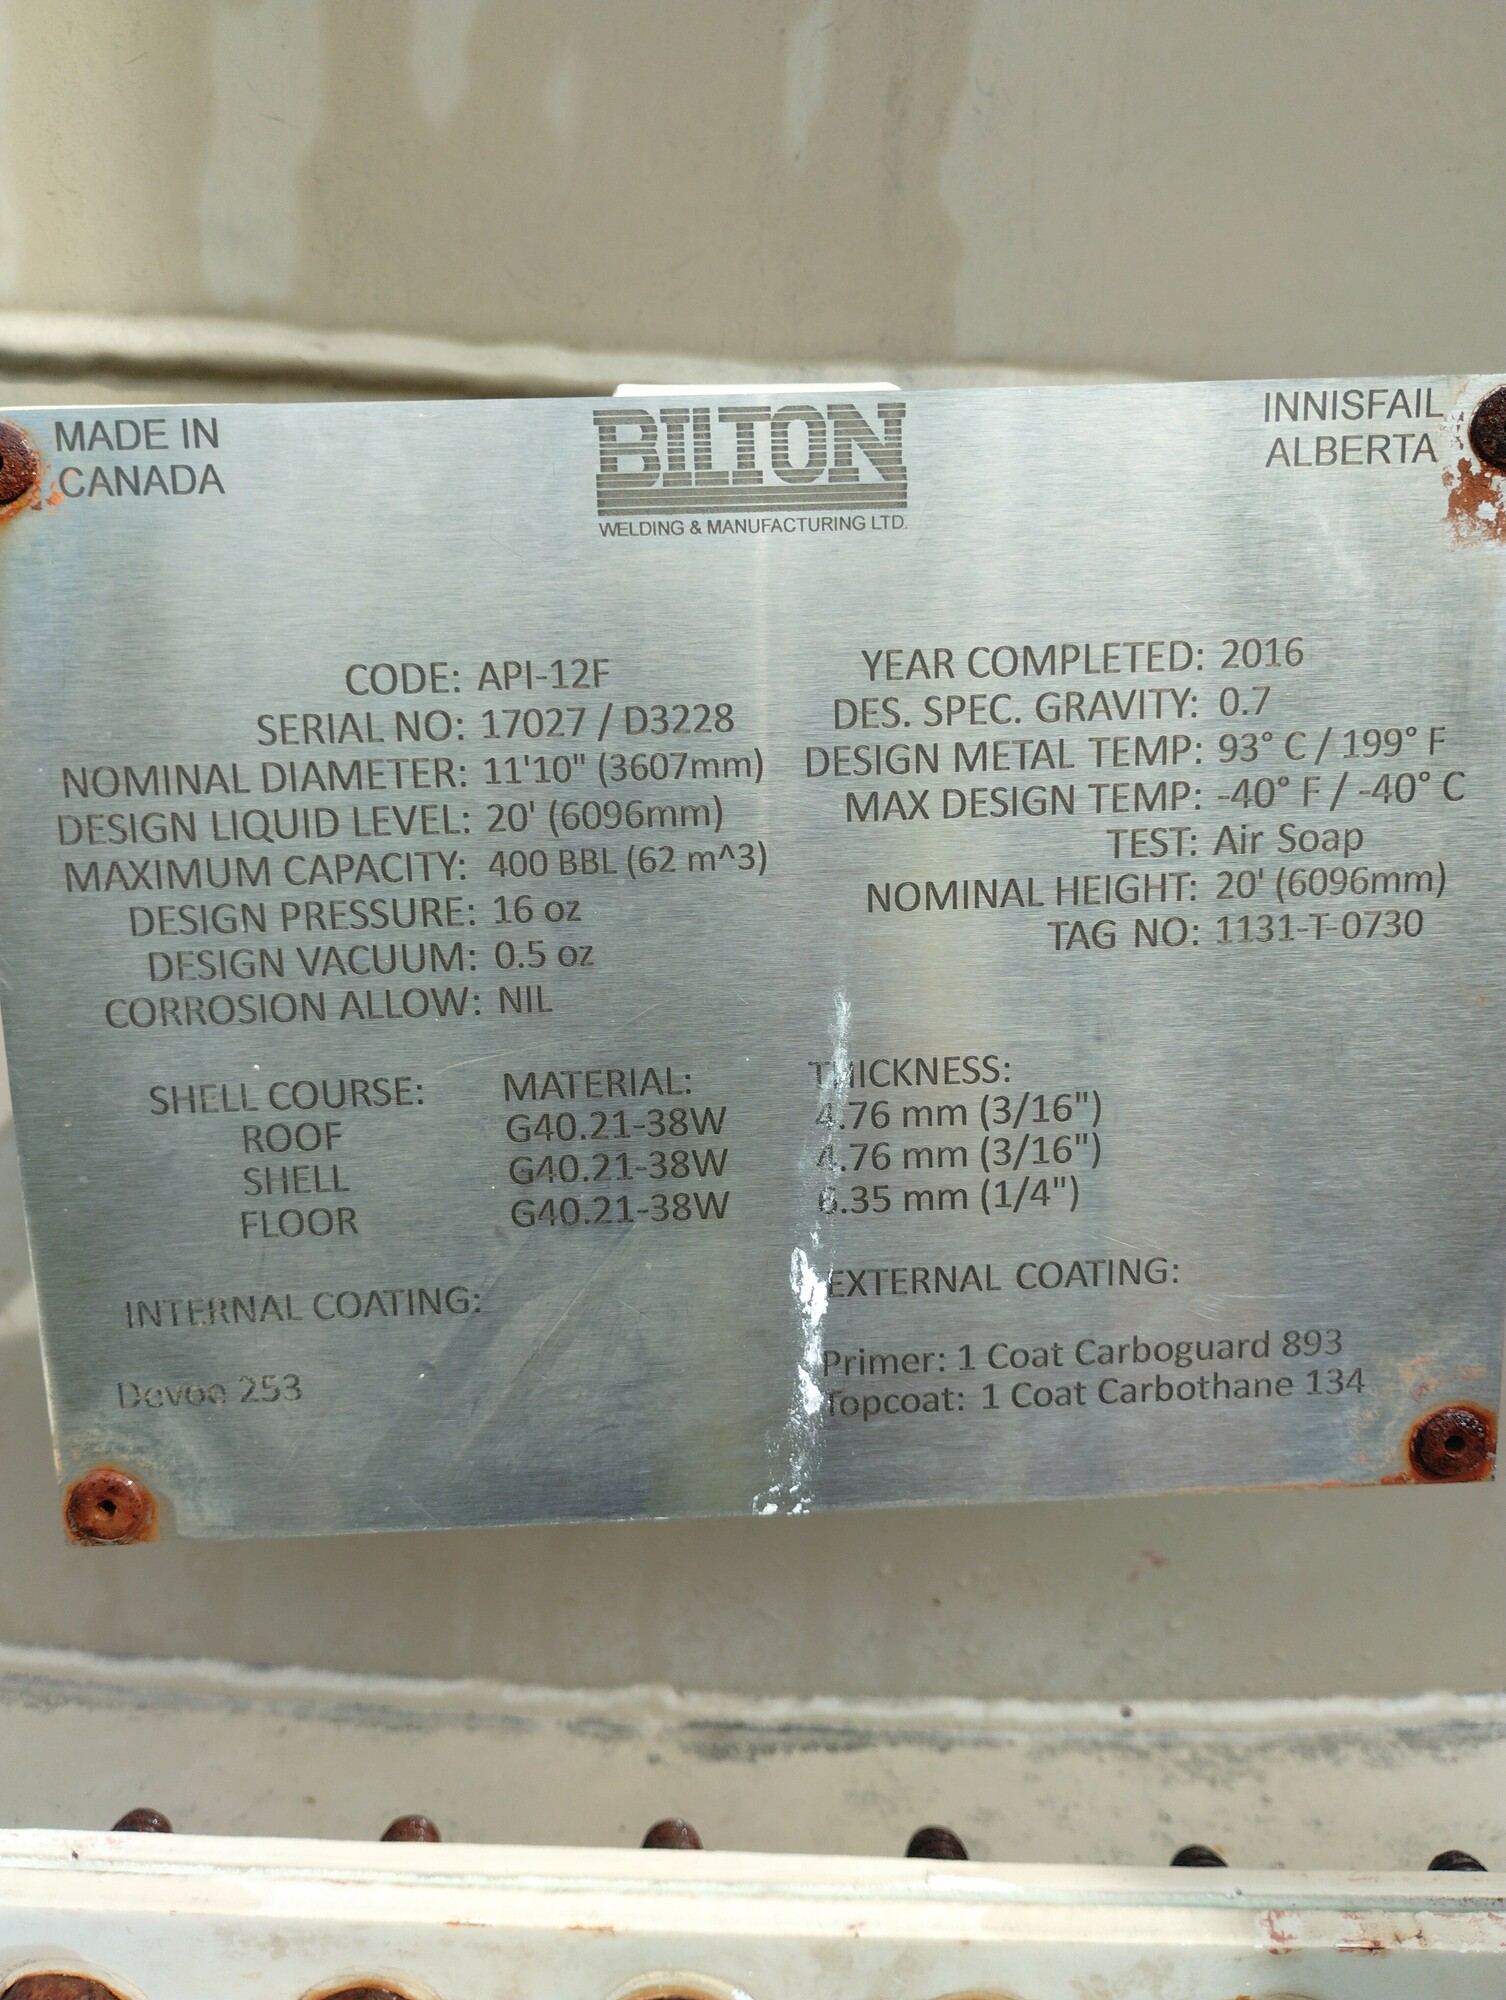 MADE IN
CANADA
BILTON
WELDING & MANUFACTURING LTD.
INNISFAIL,
ALBERTA
CODE: API-12F
SERIAL NO: 17027 / D3228
NOMINAL DIAMETER: 11'10" (3607mm)
DESIGN LIQUID LEVEL: 20' (6096mm)
MAXIMUM CAPACITY: 400 BBL (62 m^3)
DESIGN PRESSURE: 16 oz
DESIGN VACUUM: 0.5 oz
CORROSION ALLOW: NIL
YEAR COMPLETED: 2016
DES. SPEC. GRAVITY: 0.7
DESIGN METAL TEMP: 93° C / 199° F
MAX DESIGN TEMP: -40° F / -40° C
TEST: Air Soap
NOMINAL HEIGHT: 20' (6096mm)
TAG NO: 1131-T-0730
SHELL COURSE: MATERIAL: THICKNESS:
ROOF G40.21-38W 4.76 mm (3/16")
SHELL G40.21-38W 4.76 mm (3/16")
FLOOR G40.21-38W 6.35 mm (1/4")
INTERNAL COATING:
Devoe 253
EXTERNAL COATING:
Primer: 1 Coat Carboguard 893
Topcoat: 1 Coat Carbothane 134